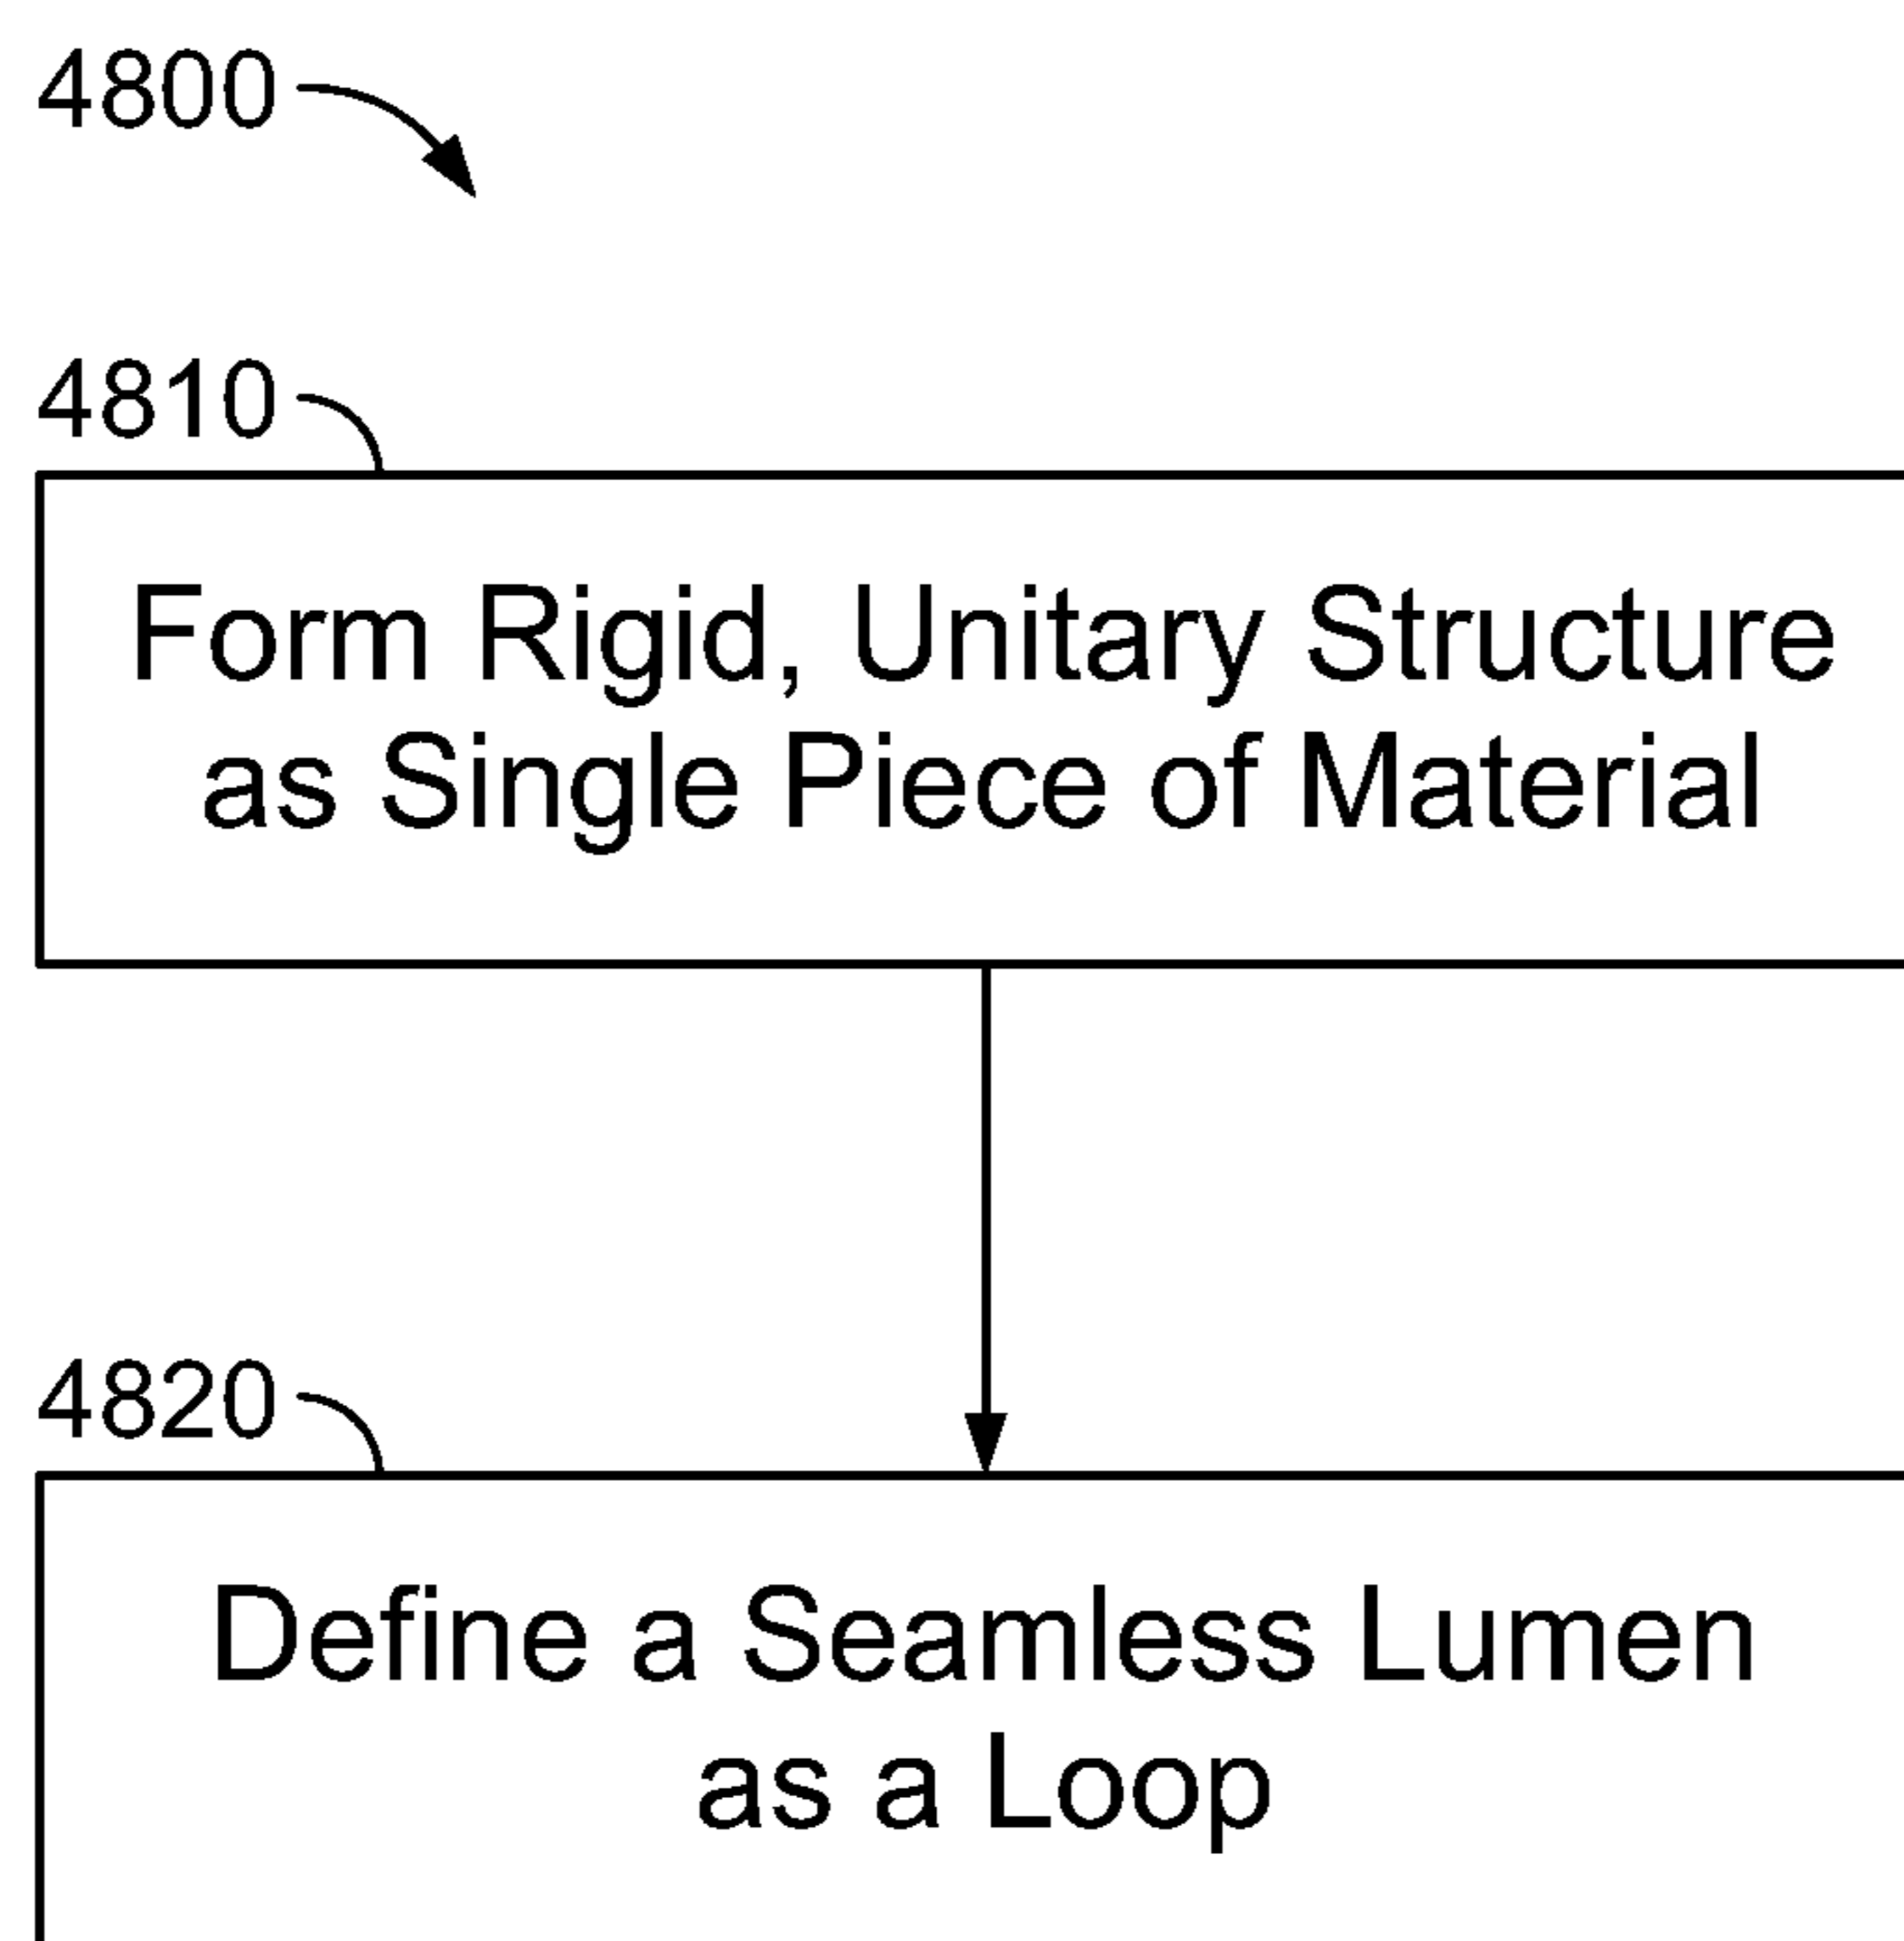 4800
4810
Form Rigid, Unitary Structure
as Single Piece of Material
4820
Define a Seamless Lumen
as a Loop